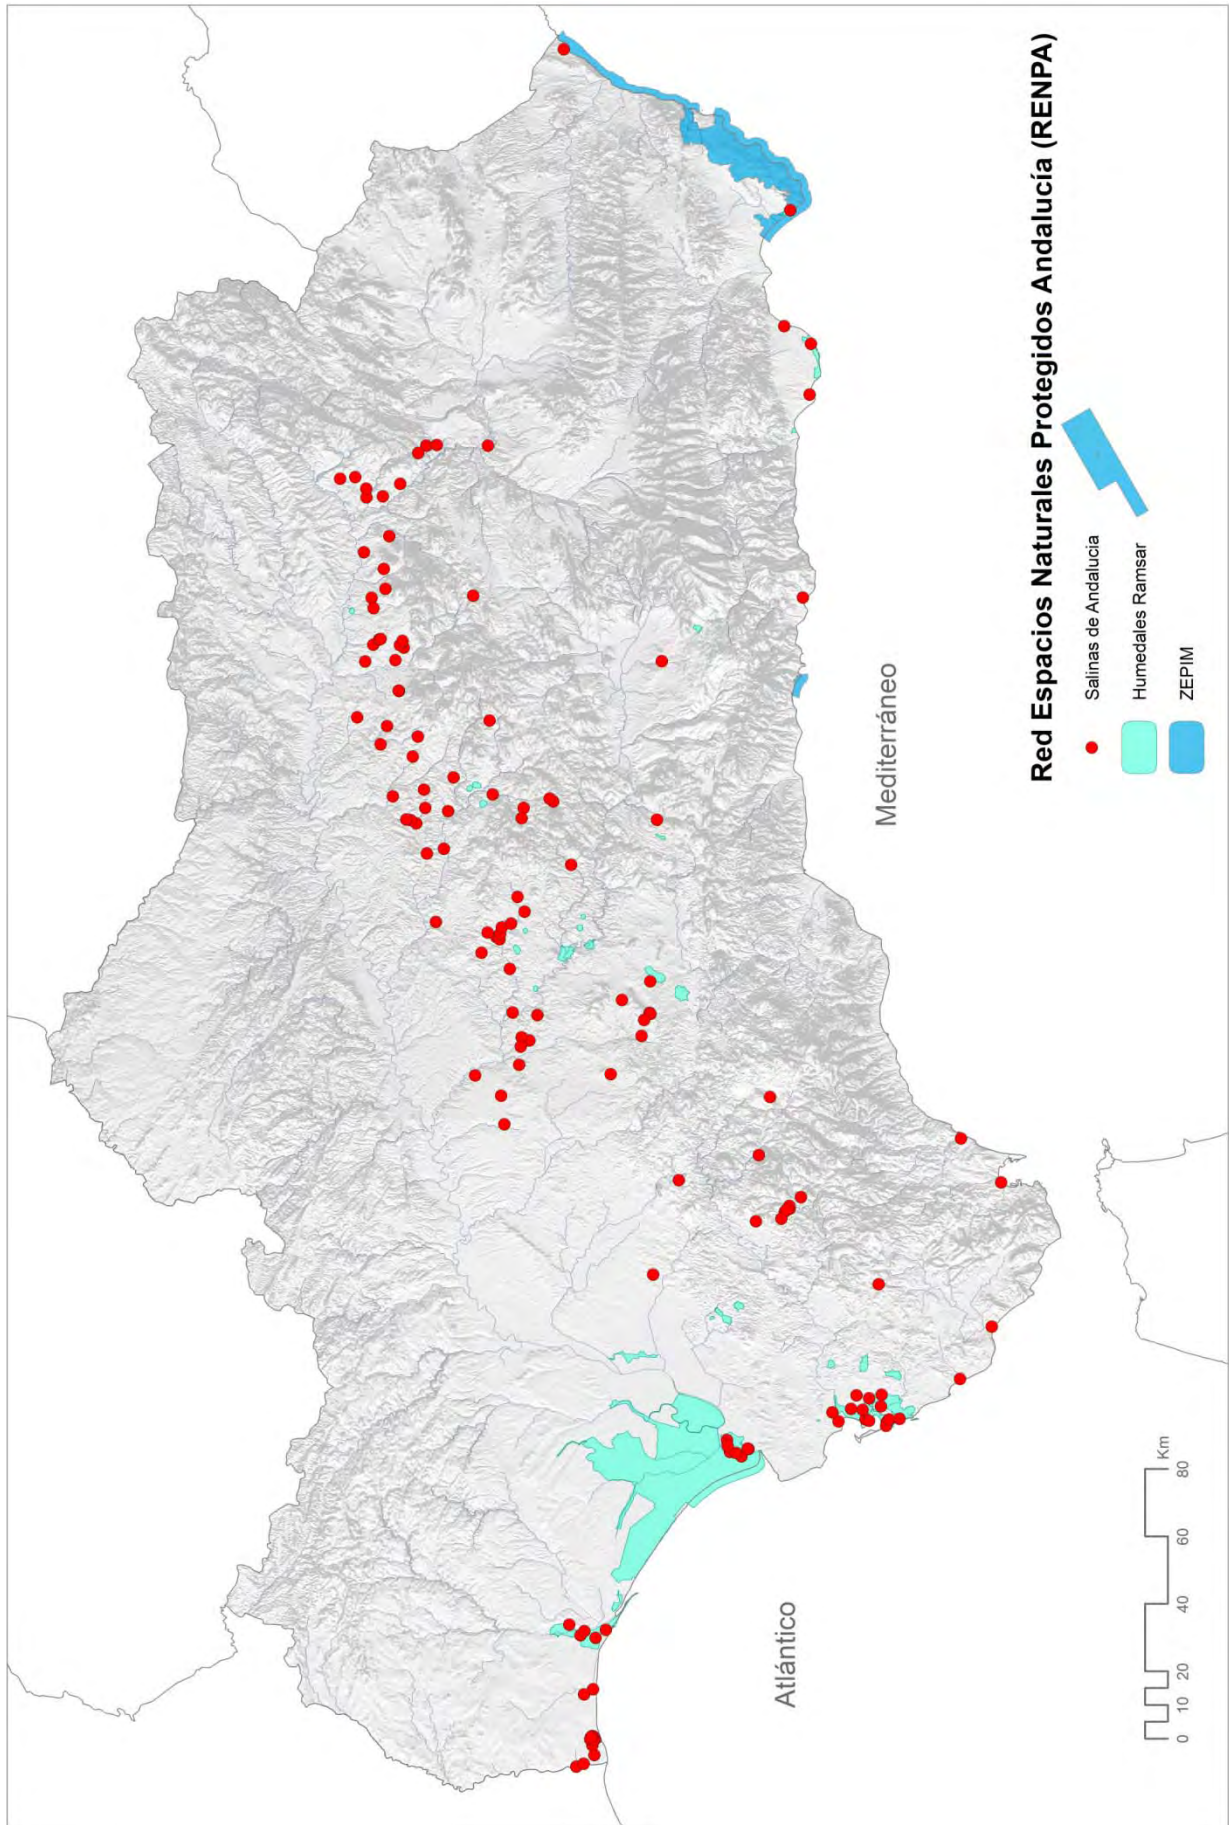 Red Espacios Naturales Protegidos Andalucía (RENPA)
Salinas de Andalucia
Humedales Ramsar
ZEPIM
Mediterráneo
Atlántico
0 10 20 40 60 80
Km